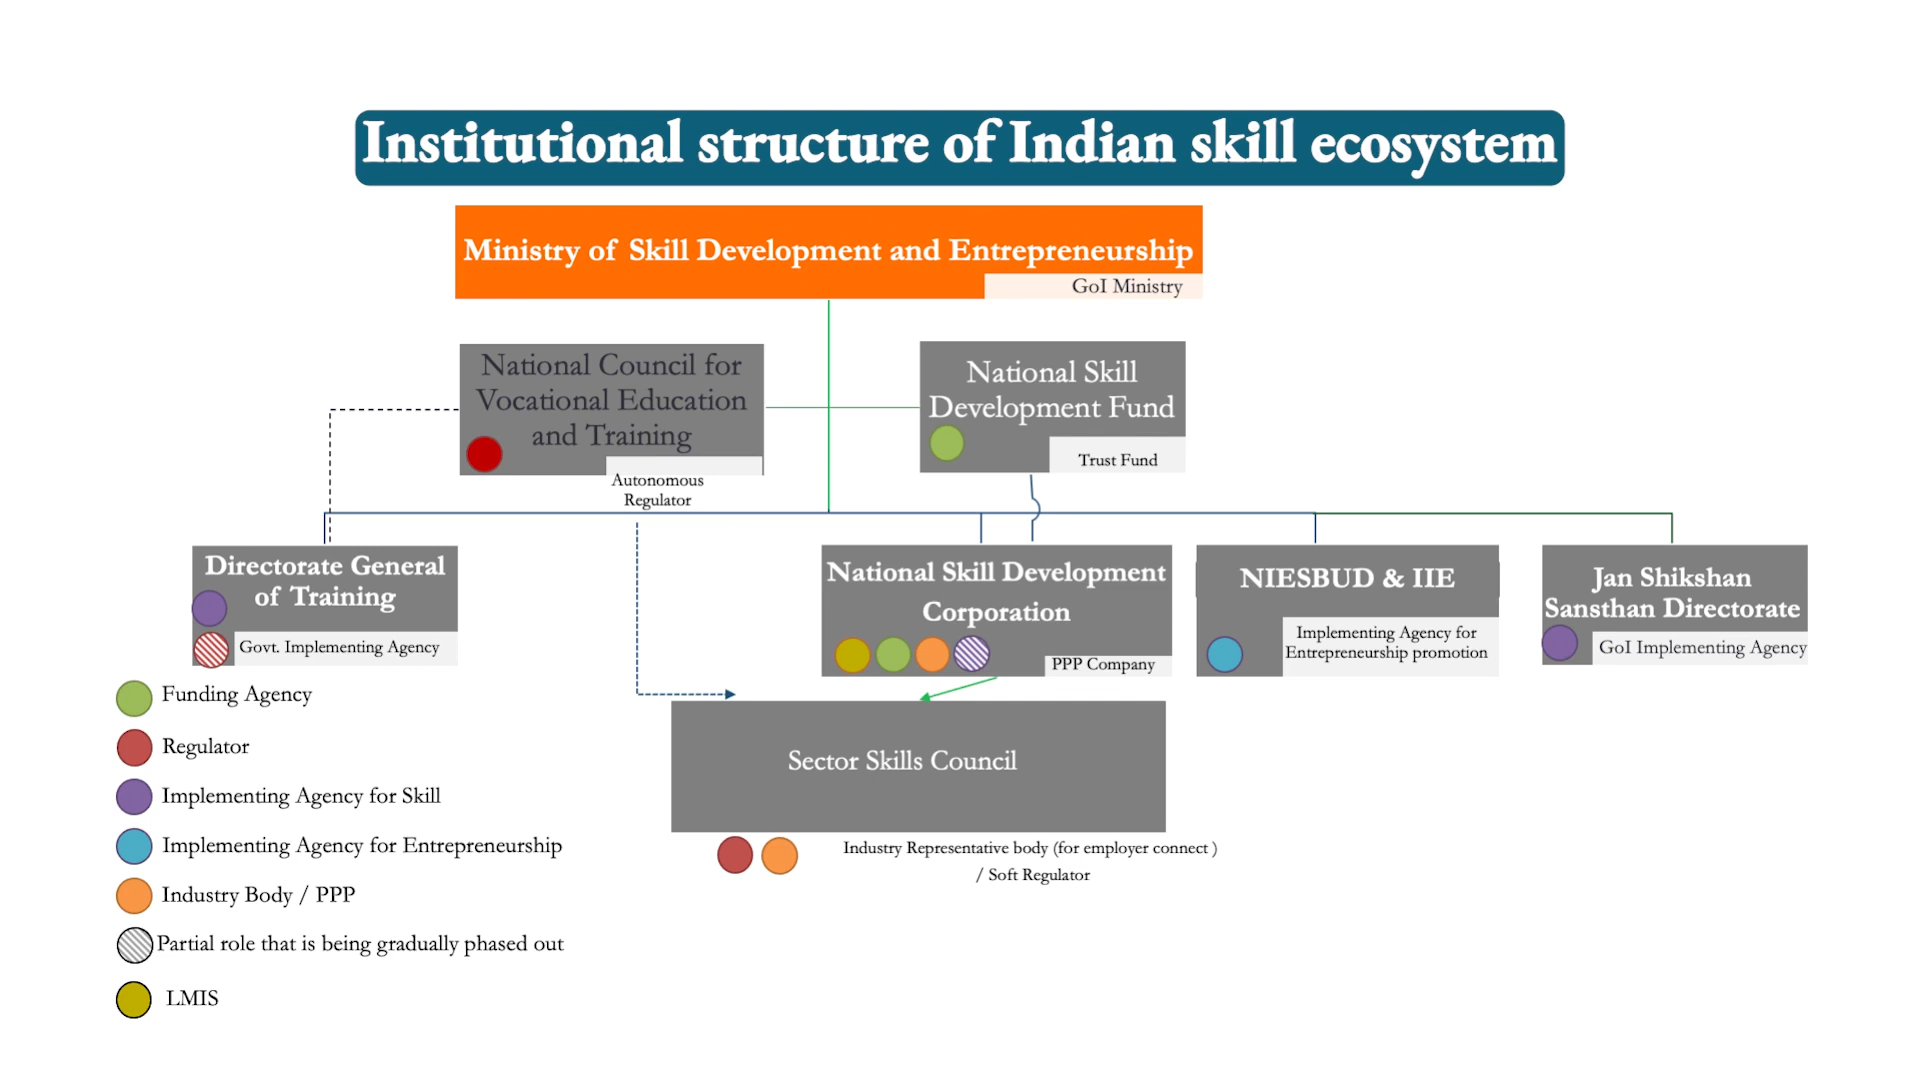 Institutional structure of Indian skill ecosystem
Ministry of Skill Development and Entrepreneurship
GoI Ministry
National Council for
Vocational Education
and Training
Autonomous
Regulator
National Skill
Development Fund
Trust Fund
Directorate General
of Training
Govt. Implementing Agency
National Skill Development
Corporation
PPP Company
NIESBUD & IIE
Implementing Agency for
Entrepreneurship promotion
Jan Shikshan
Sansthan Directorate
GoI Implementing Agency
Sector Skills Council
Industry Representative body (for employer connect )
/ Soft Regulator
Funding Agency
Regulator
Implementing Agency for Skill
Implementing Agency for Entrepreneurship
Industry Body / PPP
Partial role that is being gradually phased out
LMIS